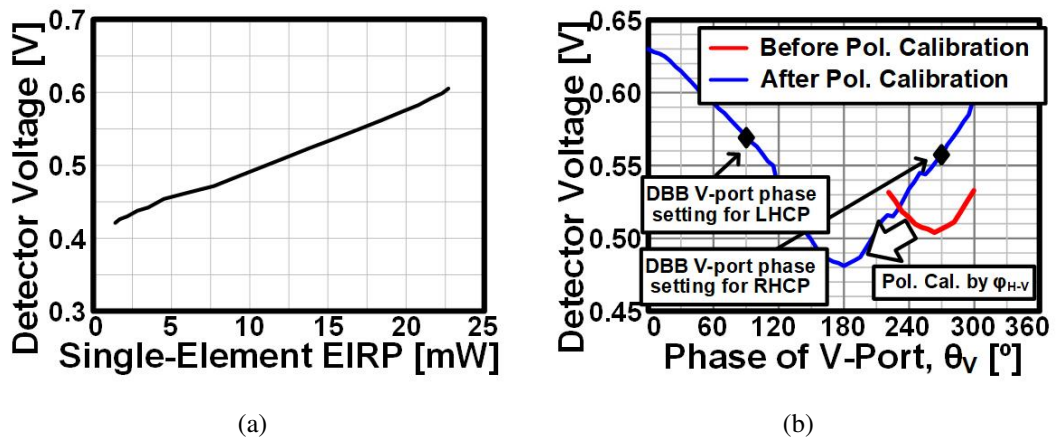 Detector Voltage [V]
0.7
0.6
0.5
0.4
0.3
0 5 10 15 20 25
Single-Element EIRP [mW]
(a)
Detector Voltage [V]
0.65
0.60
0.55
0.50
0.45
Before Pol. Calibration
After Pol. Calibration
DBB V-port phase
setting for LHCP
DBB V-port phase
setting for RHCP
Pol. Cal. by φH-V
0 60 120 180 240 300 360
Phase of V-Port, θV [º]
(b)